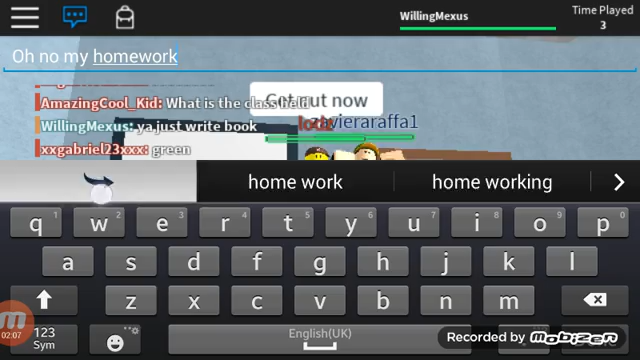 WillingMexus
Time Played
3
Oh no my homework
AmazingCool_Kid: What is the class held
Get out now
WillingMexus: ya just write book
xavieraraffa1
xxgabriel23xxx: green
home work
home working
q 1 w 2 e 3 r 4 t 5 y 6 u 7 i 8 o 9 p 0
a s d f g h j k l
z x c v b n m
02:07
123
Sym
English(UK)
Recorded by mobizen